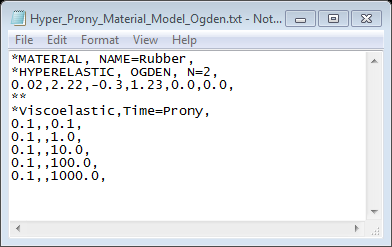 Hyper_Prony_Material_Model_Ogden.txt - Not...
File Edit Format View Help
*MATERIAL, NAME=Rubber,
*HYPERELASTIC, OGDEN, N=2,
0.02,2.22,-0.3,1.23,0.0,0.0,
**
*Viscoelastic,Time=Prony,
0.1,,0.1,
0.1,,1.0,
0.1,,10.0,
0.1,,100.0,
0.1,,1000.0,